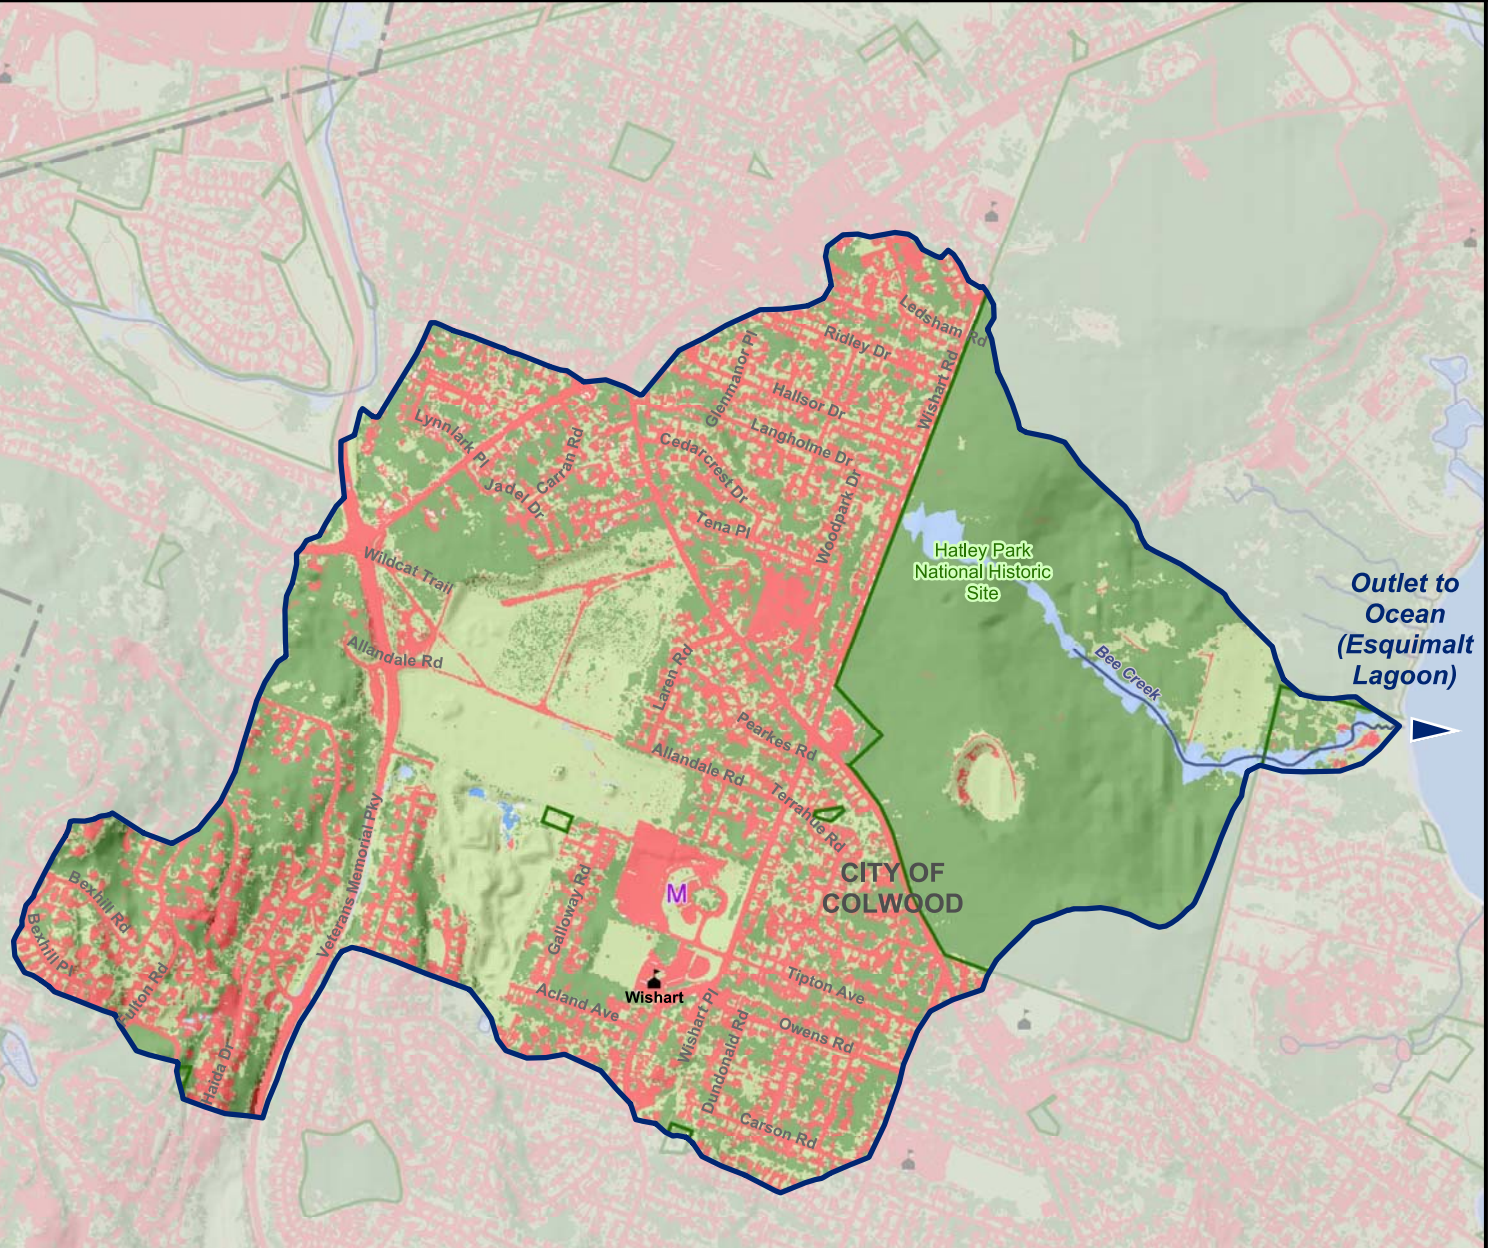 Ledsham Rd
Ridley Dr
Glenmanor Pl
Wishart Rd
Hallsor Dr
Lynnlark Pl
Langholme Dr
Cedarcrest Dr
Carran Rd
Jadel Dr
Woodpark Dr
Tena Pl
Wildcat Trail
Hatley Park
National Historic
Site
Outlet to
Ocean
(Esquimalt
Lagoon)
Allandale Rd
Laren Rd
Bee Creek
Pearkes Rd
Allandale Rd
Terrahue Rd
Veterans Memorial Pky
CITY OF
COLWOOD
M
Bexhill Rd
Galloway Rd
Bexhill Pl
Fulton Rd
Wishart
Tipton Ave
Acland Ave
Wishart Pl
Owens Rd
Dundonald Rd
Haida Dr
Carson Rd